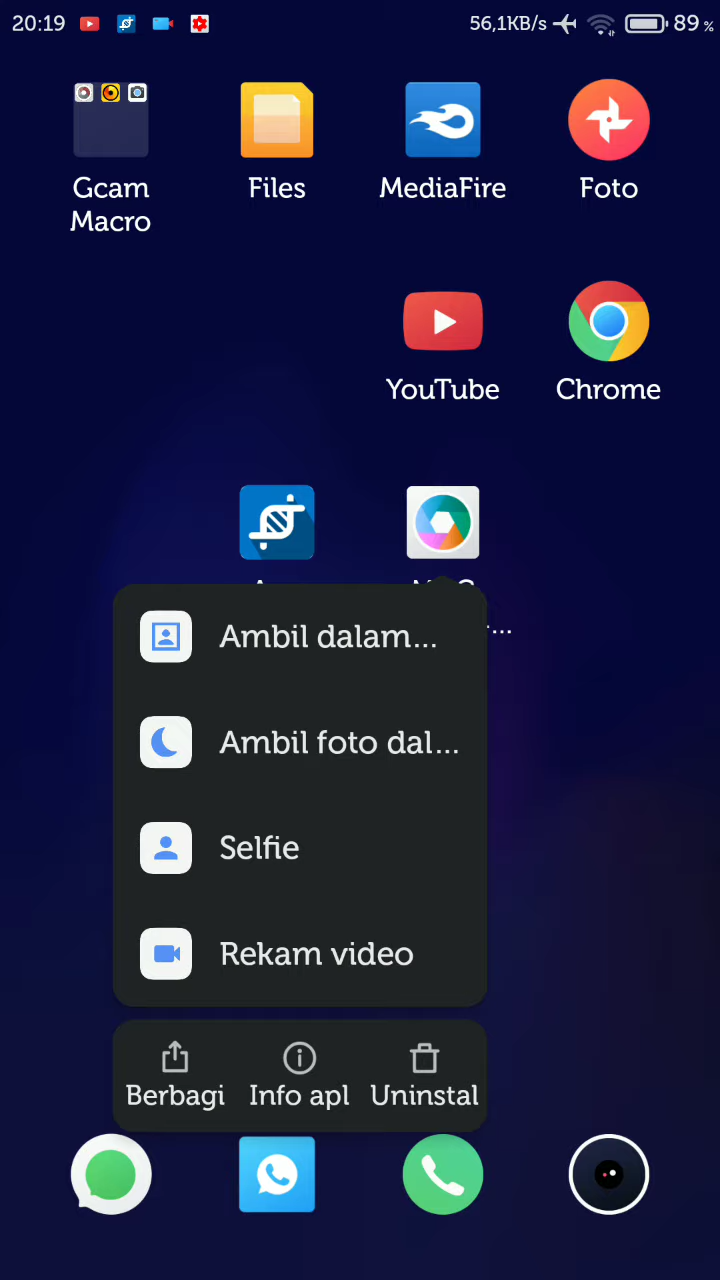 20:19
56,1KB/s
89 %
Gcam
Macro
Files
MediaFire
Foto
YouTube
Chrome
Ambil dalam...
Ambil foto dal...
Selfie
Rekam video
Berbagi
Info apl
Uninstal